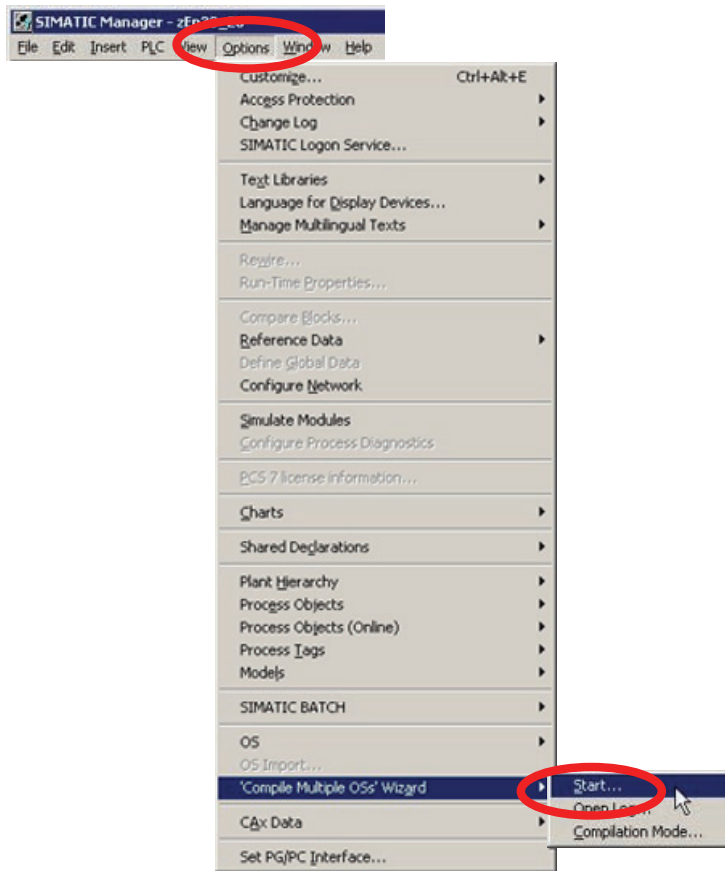 SIMATIC Manager -
File Edit Insert PLC View Options Window Help
Customize... Ctrl+Alt+E
Access Protection
Change Log
SIMATIC Logon Service...
Text Libraries
Language for Display Devices...
Manage Multilingual Texts
Rewire...
Run-Time Properties...
Compare Blocks...
Reference Data
Define Global Data
Configure Network
Simulate Modules
Configure Process Diagnostics
PCS 7 license information...
Charts
Shared Declarations
Plant Hierarchy
Process Objects
Process Objects (Online)
Process Tags
Models
SIMATIC BATCH
OS
OS Import...
'Compile Multiple OSs' Wizard
Start...
Open Log...
Compilation Mode...
CAx Data
Set PG/PC Interface...